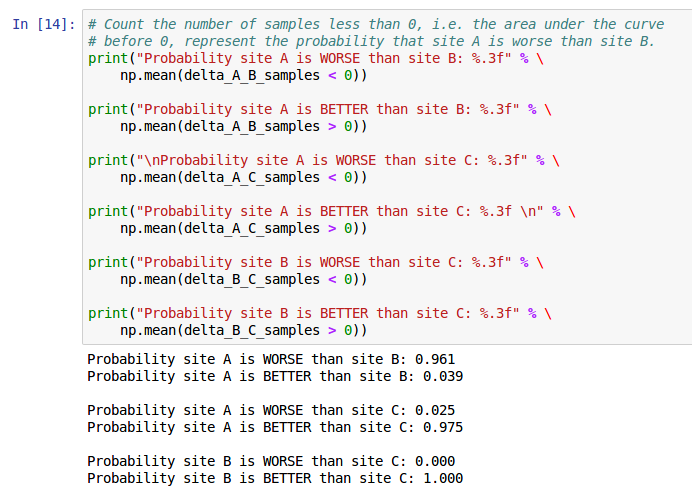 In [14]: # Count the number of samples less than 0, i.e. the area under the curve
# before 0, represent the probability that site A is worse than site B.
print("Probability site A is WORSE than site B: %.3f" % \
np.mean(delta_A_B_samples < 0))
print("Probability site A is BETTER than site B: %.3f" % \
np.mean(delta_A_B_samples > 0))
print("\nProbability site A is WORSE than site C: %.3f" % \
np.mean(delta_A_C_samples < 0))
print("Probability site A is BETTER than site C: %.3f \n" % \
np.mean(delta_A_C_samples > 0))
print("Probability site B is WORSE than site C: %.3f" % \
np.mean(delta_B_C_samples < 0))
print("Probability site B is BETTER than site C: %.3f" % \
np.mean(delta_B_C_samples > 0))
Probability site A is WORSE than site B: 0.961
Probability site A is BETTER than site B: 0.039
Probability site A is WORSE than site C: 0.025
Probability site A is BETTER than site C: 0.975
Probability site B is WORSE than site C: 0.000
Probability site B is BETTER than site C: 1.000